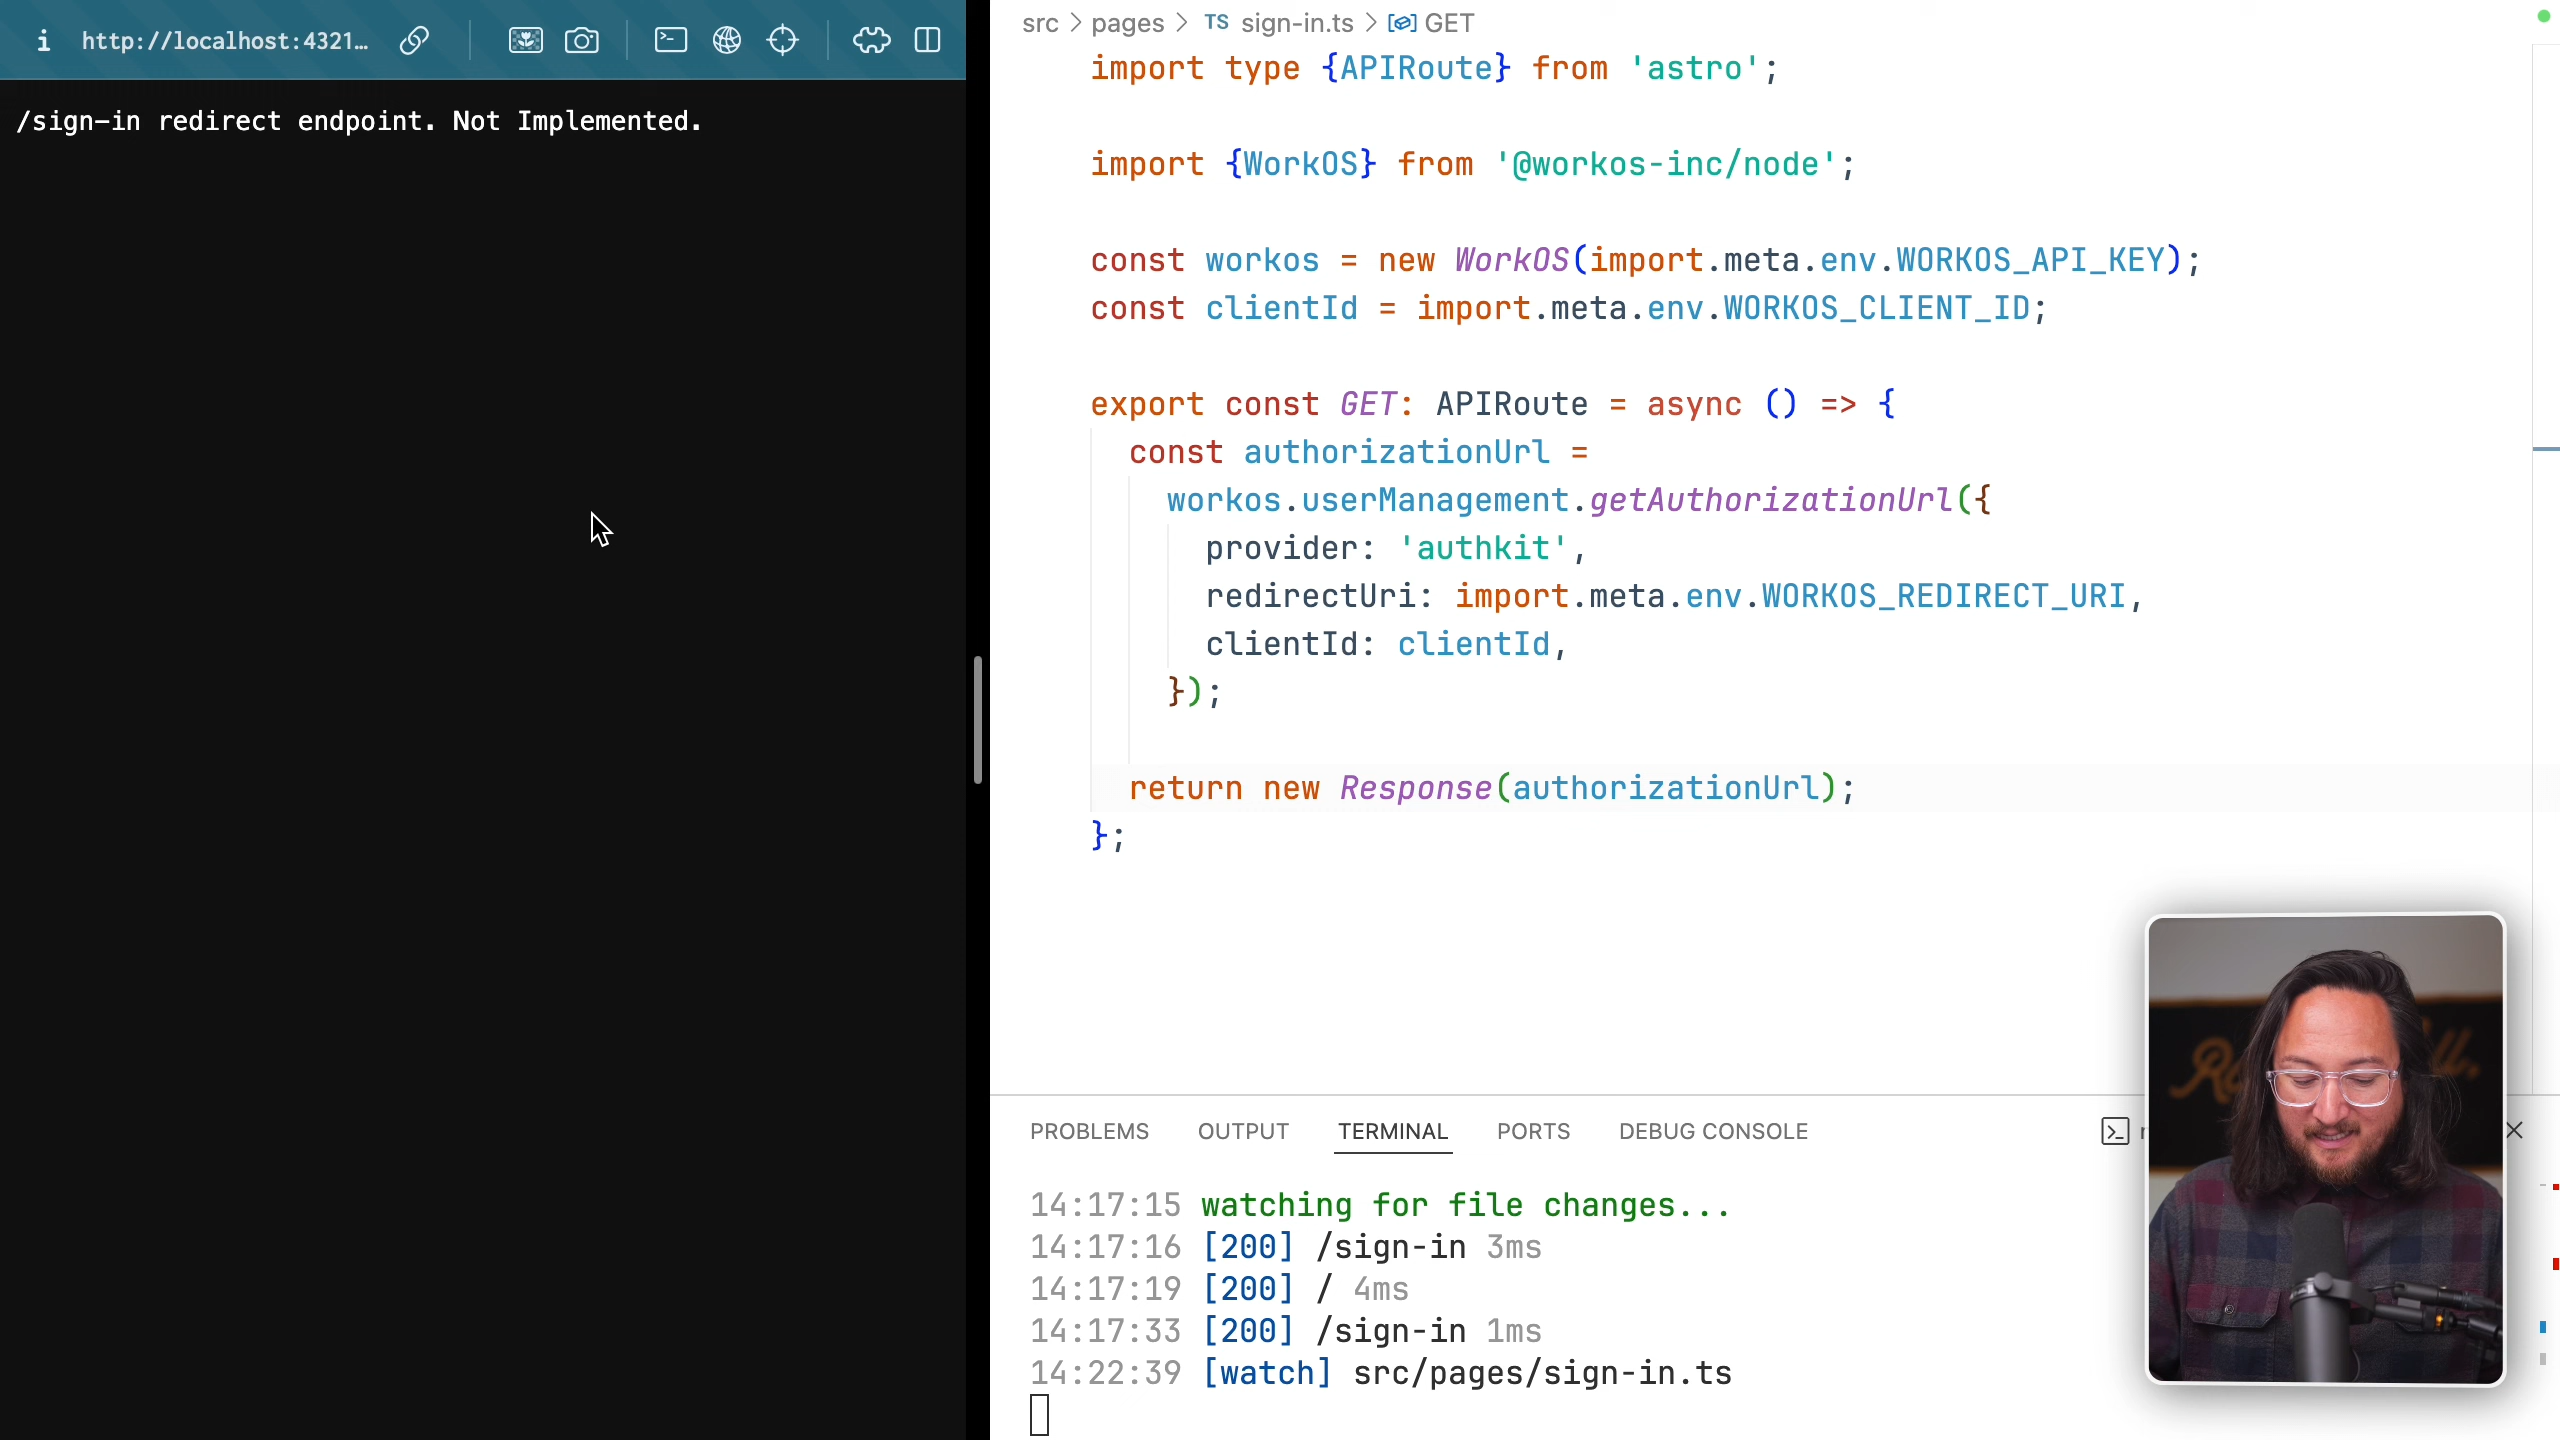 http://localhost:4321…
/sign-in redirect endpoint. Not Implemented.
src > pages > TS sign-in.ts > GET
import type {APIRoute} from 'astro';
import {WorkOS} from '@workos-inc/node';
const workos = new WorkOS(import.meta.env.WORKOS_API_KEY);
const clientId = import.meta.env.WORKOS_CLIENT_ID;
export const GET: APIRoute = async () => {
const authorizationUrl =
workos.userManagement.getAuthorizationUrl({
provider: 'authkit',
redirectUri: import.meta.env.WORKOS_REDIRECT_URI,
clientId: clientId,
});
return new Response(authorizationUrl);
};
PROBLEMS OUTPUT TERMINAL PORTS DEBUG CONSOLE
14:17:15 watching for file changes...
14:17:16 [200] /sign-in 3ms
14:17:19 [200] / 4ms
14:17:33 [200] /sign-in 1ms
14:22:39 [watch] src/pages/sign-in.ts